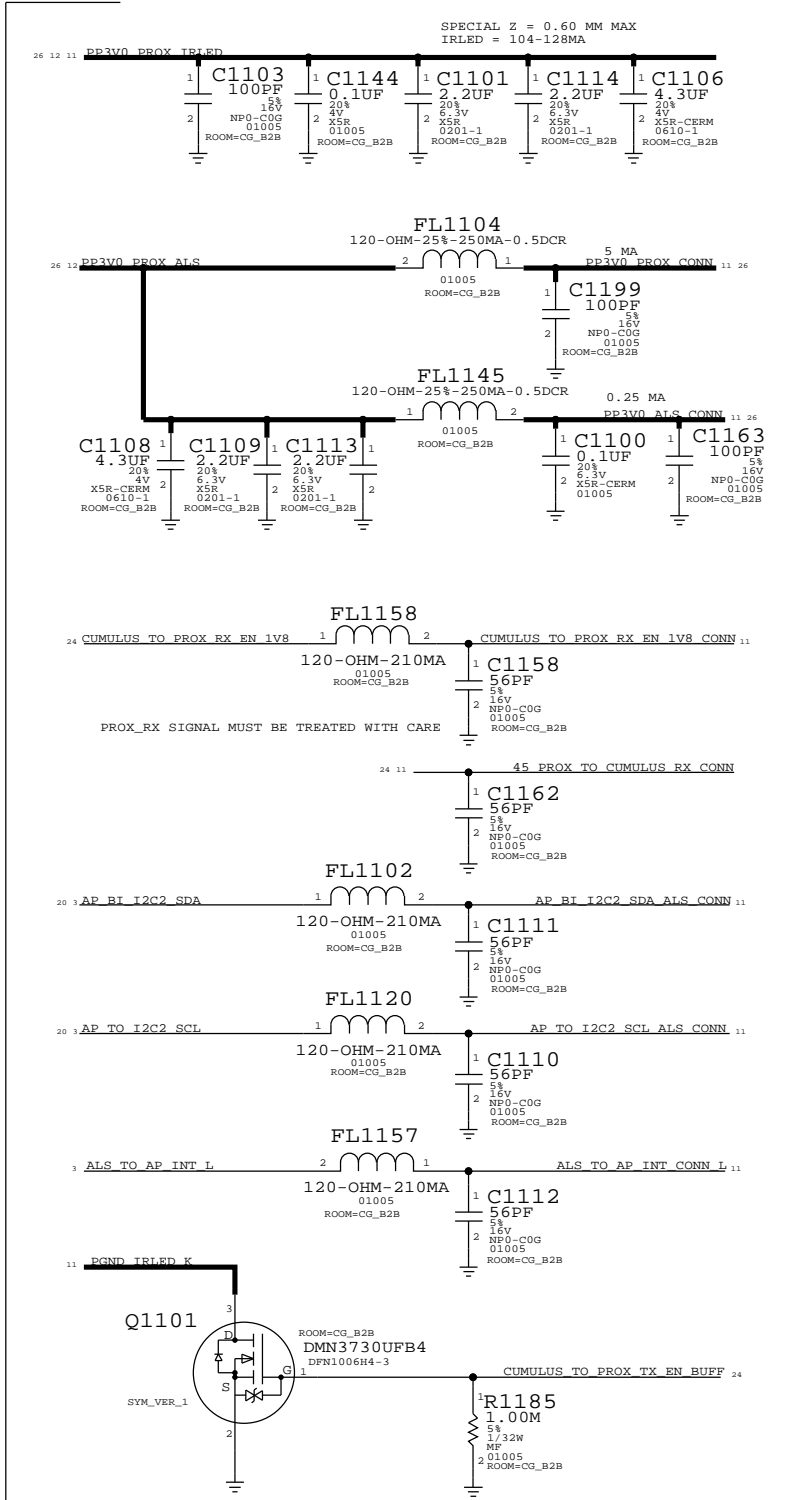 SPECIAL Z = 0.60 MM MAX
IRLED = 104-128MA
26 12 11 PP3V0_PROX_IRLED
1 C1103
100PF
5%
16V
NP0-C0G
01005
ROOM=CG_B2B
2
1 C1144
0.1UF
20%
4V
X5R
01005
ROOM=CG_B2B
2
1 C1101
2.2UF
20%
6.3V
X5R
0201-1
ROOM=CG_B2B
2
1 C1114
2.2UF
20%
6.3V
X5R
0201-1
ROOM=CG_B2B
2
1 C1106
4.3UF
20%
4V
X5R-CERM
0610-1
ROOM=CG_B2B
2
FL1104
120-OHM-25%-250MA-0.5DCR
26 12 PP3V0_PROX_ALS
2 1
01005
ROOM=CG_B2B
5 MA
PP3V0_PROX_CONN 11 26
1 C1199
100PF
5%
16V
NP0-C0G
01005
ROOM=CG_B2B
2
FL1145
120-OHM-25%-250MA-0.5DCR
1 2
01005
ROOM=CG_B2B
0.25 MA
PP3V0_ALS_CONN 11 26
C1108 1
4.3UF
20%
4V
X5R-CERM
0610-1
ROOM=CG_B2B
2
C1109 1
2.2UF
20%
6.3V
X5R
0201-1
ROOM=CG_B2B
2
C1113 1
2.2UF
20%
6.3V
X5R
0201-1
ROOM=CG_B2B
2
1 C1100
0.1UF
20%
6.3V
X5R-CERM
01005
2
1 C1163
100PF
5%
16V
NP0-C0G
01005
ROOM=CG_B2B
2
FL1158
24 CUMULUS_TO_PROX_RX_EN_1V8 1 2 CUMULUS_TO_PROX_RX_EN_1V8_CONN 11
120-OHM-210MA
01005
ROOM=CG_B2B
1 C1158
56PF
5%
16V
NP0-C0G
01005
ROOM=CG_B2B
2
PROX_RX SIGNAL MUST BE TREATED WITH CARE
24 11 45_PROX_TO_CUMULUS_RX_CONN
1 C1162
56PF
5%
16V
NP0-C0G
01005
ROOM=CG_B2B
2
FL1102
20 3 AP_BI_I2C2_SDA 1 2 AP_BI_I2C2_SDA_ALS_CONN 11
120-OHM-210MA
01005
ROOM=CG_B2B
1 C1111
56PF
5%
16V
NP0-C0G
01005
ROOM=CG_B2B
2
FL1120
20 3 AP_TO_I2C2_SCL 1 2 AP_TO_I2C2_SCL_ALS_CONN 11
120-OHM-210MA
01005
ROOM=CG_B2B
1 C1110
56PF
5%
16V
NP0-C0G
01005
ROOM=CG_B2B
2
FL1157
3 ALS_TO_AP_INT_L 2 1 ALS_TO_AP_INT_CONN_L 11
120-OHM-210MA
01005
ROOM=CG_B2B
1 C1112
56PF
5%
16V
NP0-C0G
01005
ROOM=CG_B2B
2
11 PGND_IRLED_K
3
Q1101
D
ROOM=CG_B2B
DMN3730UFB4
DFN1006H4-3
G 1
S
SYM_VER_1
2
CUMULUS_TO_PROX_TX_EN_BUFF 24
1 R1185
1.00M
5%
1/32W
MF
01005
ROOM=CG_B2B
2